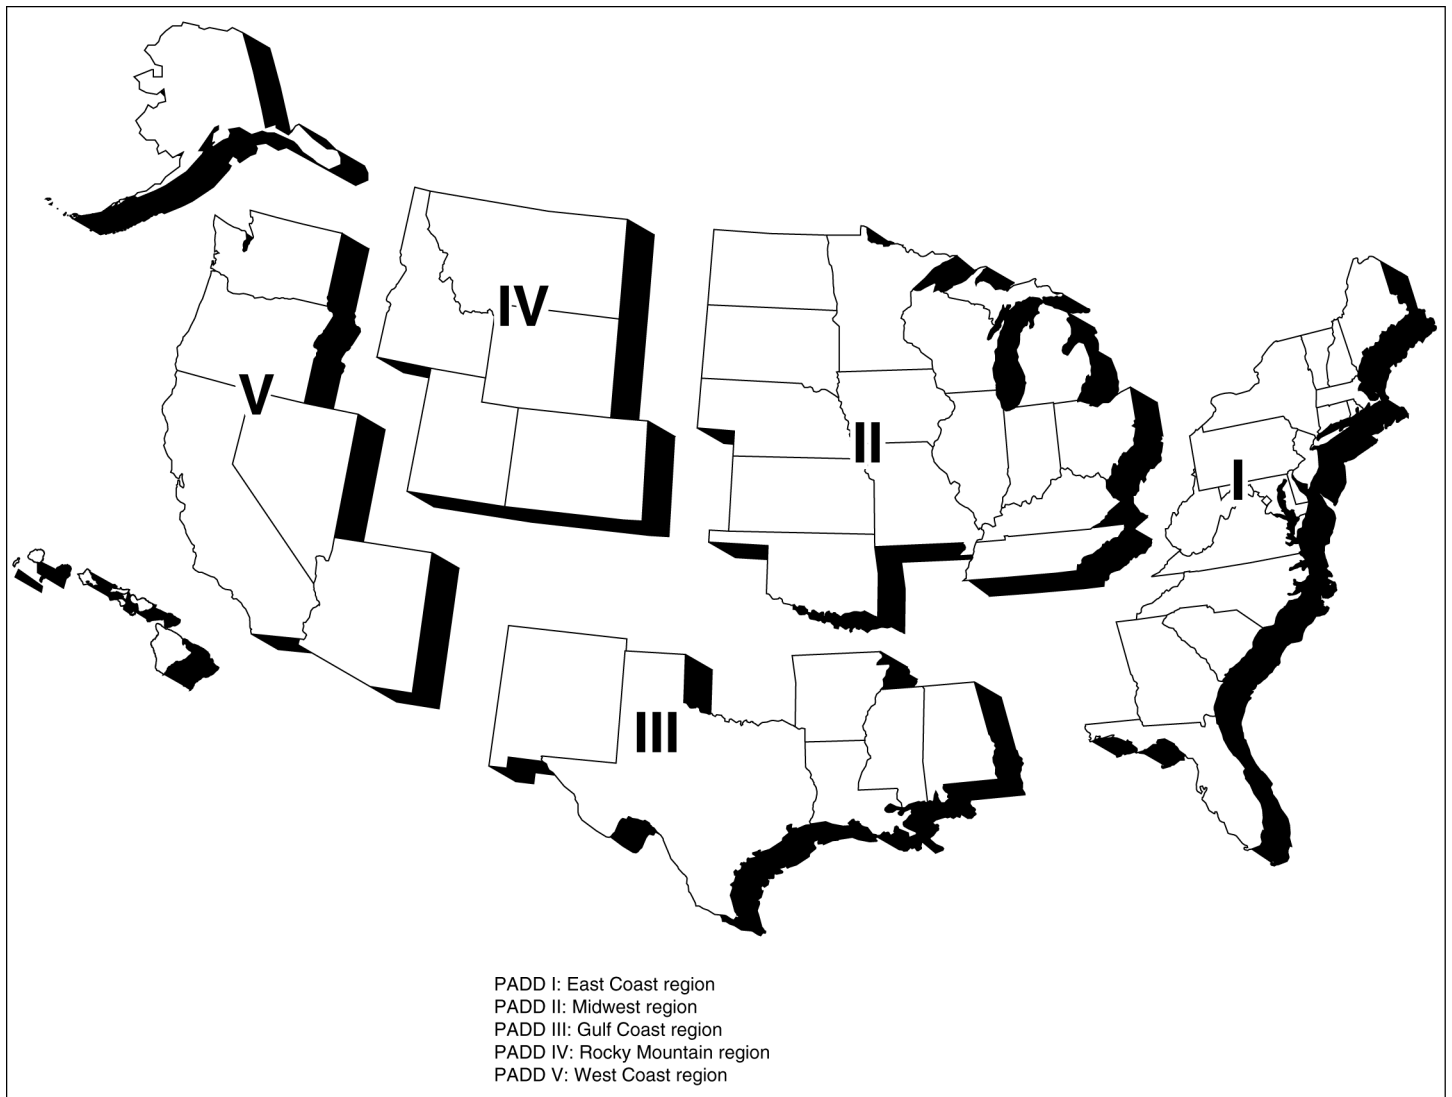 IV
V
II
I
III
PADD I: East Coast region
PADD II: Midwest region
PADD III: Gulf Coast region
PADD IV: Rocky Mountain region
PADD V: West Coast region